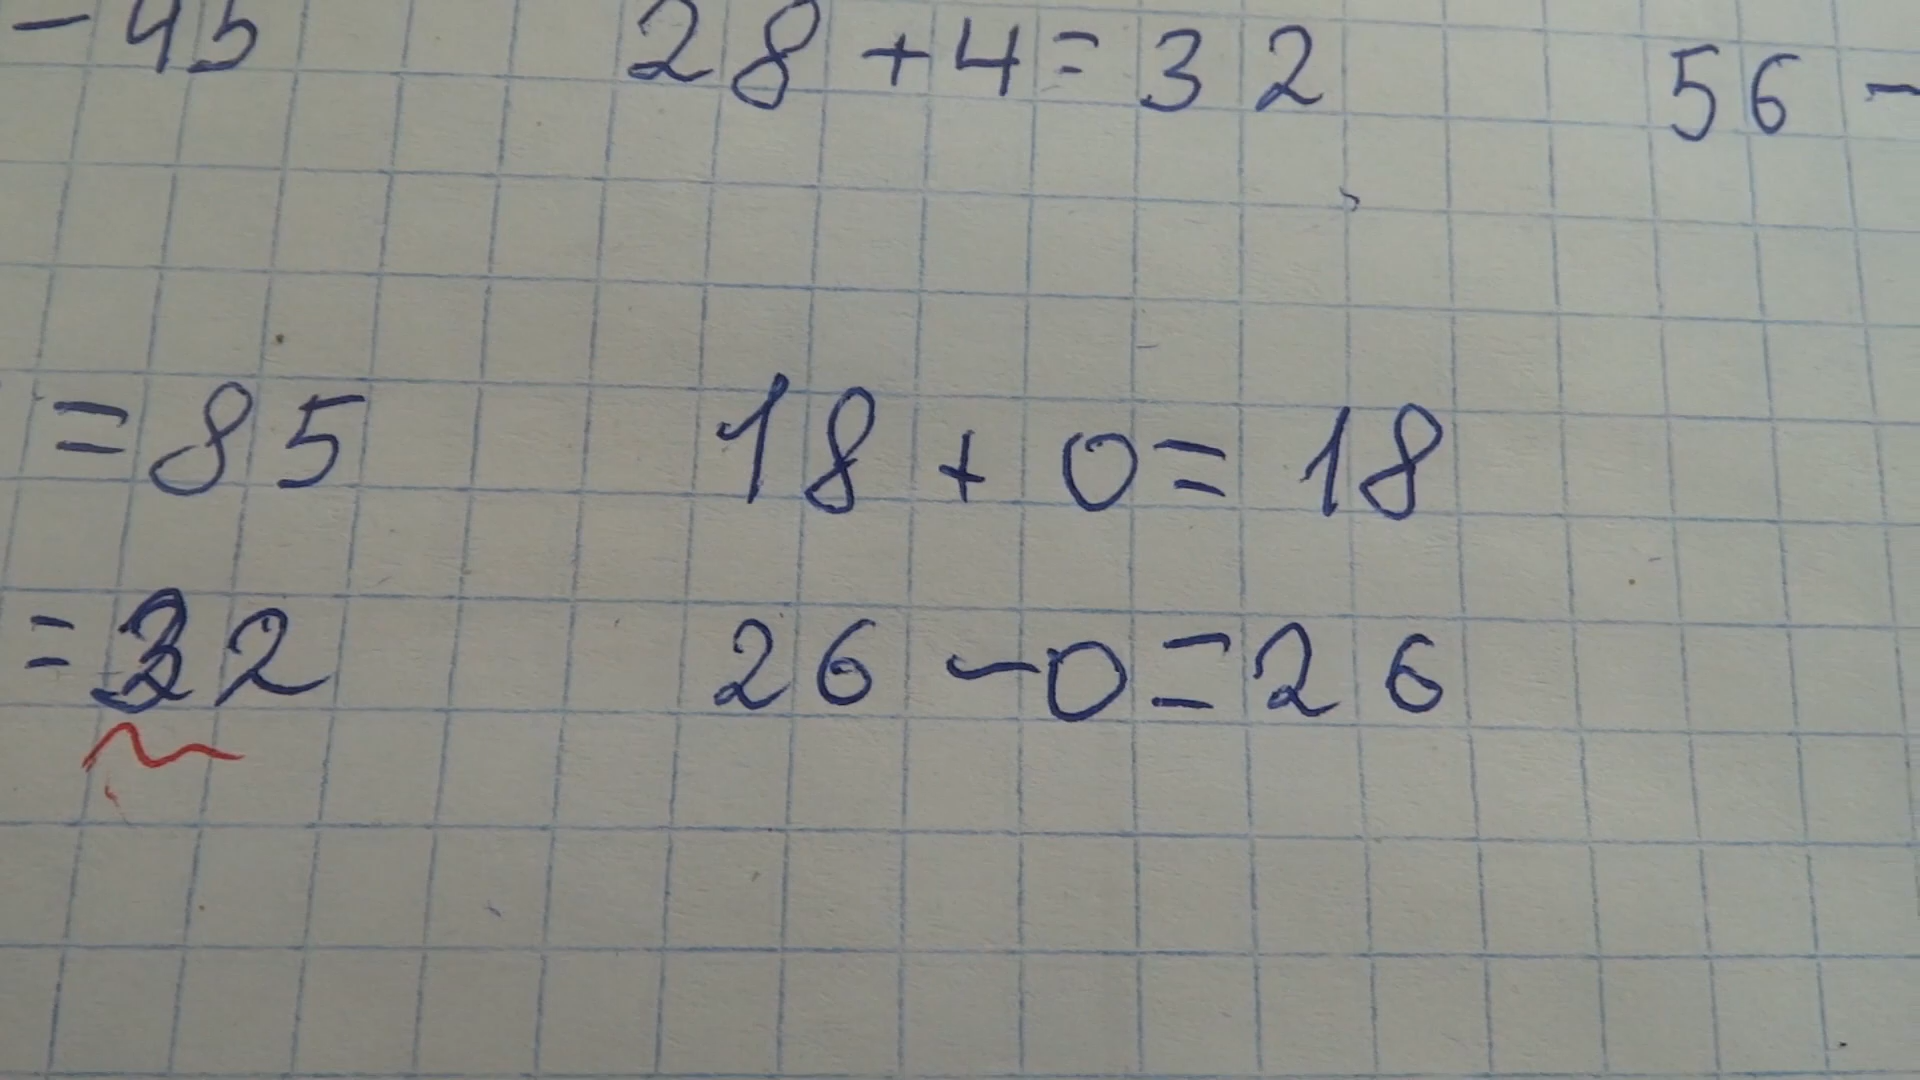 - 45 28 + 4 = 32 56 -
= 85 18 + 0 = 18
= 32 26 - 0 = 26